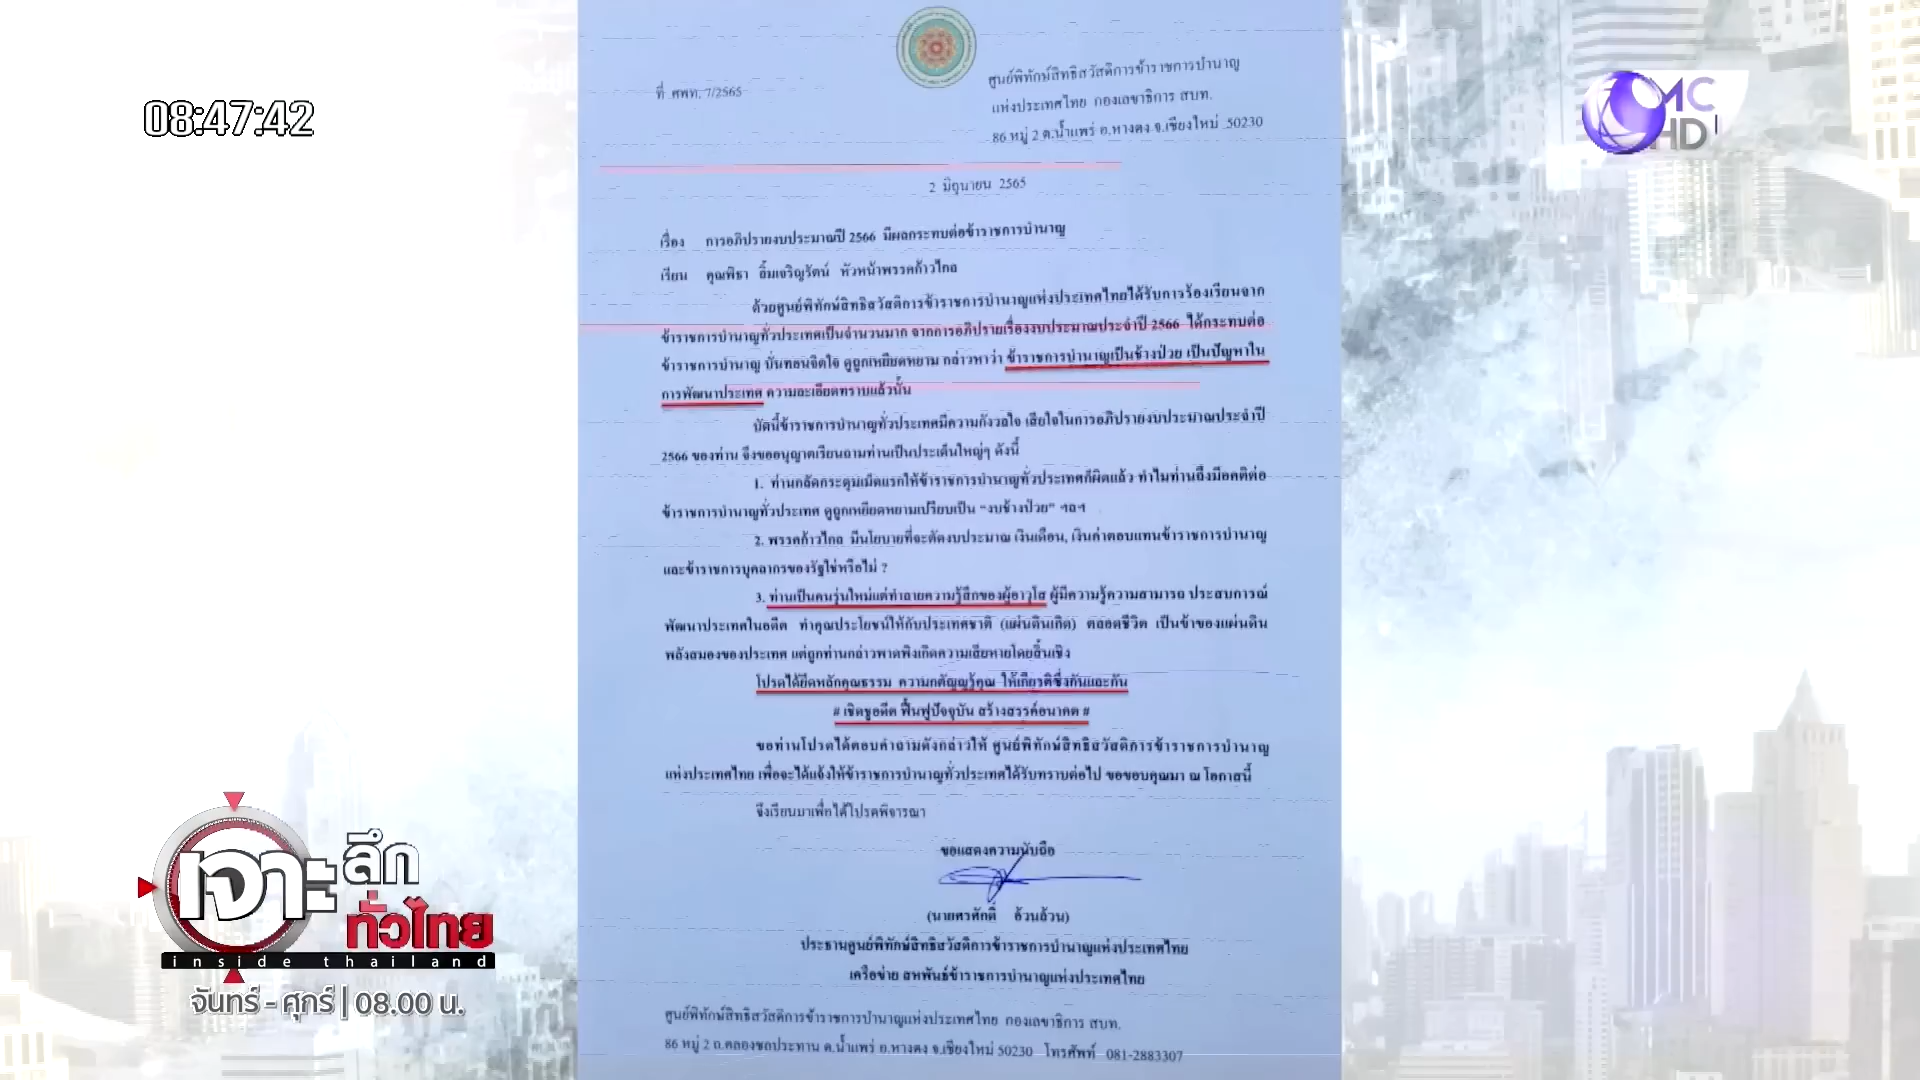 08:47:42
MC
HD
ที่ ศพท. 7/2565
ศูนย์พิทักษ์สิทธิสวัสดิการข้าราชการบำนาญ
แห่งประเทศไทย กองเลขาธิการ สบท.
86 หมู่ 2 ต.น้ำแพร่ อ.หางดง จ.เชียงใหม่ 50230
2 มิถุนายน 2565
เรื่อง การอภิปรายงบประมาณปี 2566 มีผลกระทบต่อข้าราชการบำนาญ
เรียน คุณพิธา ลิ้มเจริญรัตน์ หัวหน้าพรรคก้าวไกล
ด้วยศูนย์พิทักษ์สิทธิสวัสดิการข้าราชการบำนาญแห่งประเทศไทยได้รับการร้องเรียนจาก
ข้าราชการบำนาญทั่วประเทศเป็นจำนวนมาก จากการอภิปรายเรื่องงบประมาณประจำปี 2566 ได้กระทบต่อ
ข้าราชการบำนาญ บั่นทอนจิตใจ ดูถูกเหยียดหยาม กล่าวหาว่า ข้าราชการบำนาญเป็นช้างป่วย เป็นปัญหาใน
การพัฒนาประเทศ ความละเอียดทราบแล้วนั้น
บัดนี้ข้าราชการบำนาญทั่วประเทศมีความกังวลใจ เสียใจในการอภิปรายงบประมาณประจำปี
2566 ของท่าน จึงขออนุญาตเรียนถามท่านเป็นประเด็นใหญ่ๆ ดังนี้
1. ท่านกลัดกระดุมเม็ดแรกให้ข้าราชการบำนาญทั่วประเทศก็ผิดแล้ว ทำไมท่านถึงมีอคติต่อ
ข้าราชการบำนาญทั่วประเทศ ดูถูกเหยียดหยามเปรียบเป็น “งบช้างป่วย” ฯลฯ
2. พรรคก้าวไกล มีนโยบายที่จะตัดงบประมาณ เงินเดือน, เงินค่าตอบแทนข้าราชการบำนาญ
และข้าราชการบุคลากรของรัฐใช่หรือไม่ ?
3. ท่านเป็นคนรุ่นใหม่แต่ทำลายความรู้สึกของผู้อาวุโส ผู้มีความรู้ความสามารถ ประสบการณ์
พัฒนาประเทศในอดีต ทำคุณประโยชน์ให้กับประเทศชาติ (แผ่นดินเกิด) ตลอดชีวิต เป็นข้าของแผ่นดิน
พลังสมองของประเทศ แต่ถูกท่านกล่าวพาดพิงเกิดความเสียหายโดยสิ้นเชิง
โปรดได้ยึดหลักคุณธรรม ความกตัญญูรู้คุณ ให้เกียรติซึ่งกันและกัน
# เชิดชูอดีต ฟื้นฟูปัจจุบัน สร้างสรรค์อนาคต #
ขอท่านโปรดได้ตอบคำถามดังกล่าวให้ ศูนย์พิทักษ์สิทธิสวัสดิการข้าราชการบำนาญ
แห่งประเทศไทย เพื่อจะได้แจ้งให้ข้าราชการบำนาญทั่วประเทศได้รับทราบต่อไป ขอขอบคุณมา ณ โอกาสนี้
จึงเรียนมาเพื่อได้โปรดพิจารณา
ขอแสดงความนับถือ
(นายศรศักดิ์ อ้วนล้วน)
ประธานศูนย์พิทักษ์สิทธิสวัสดิการข้าราชการบำนาญแห่งประเทศไทย
เครือข่าย สหพันธ์ข้าราชการบำนาญแห่งประเทศไทย
ศูนย์พิทักษ์สิทธิสวัสดิการข้าราชการบำนาญแห่งประเทศไทย กองเลขาธิการ สบท.
86 หมู่ 2 ถ.คลองชลประทาน ต.น้ำแพร่ อ.หางดง จ.เชียงใหม่ 50230 โทรศัพท์ 081-2883307
เจาะลึก
ทั่วไทย
inside thailand
จันทร์ - ศุกร์ | 08.00 น.